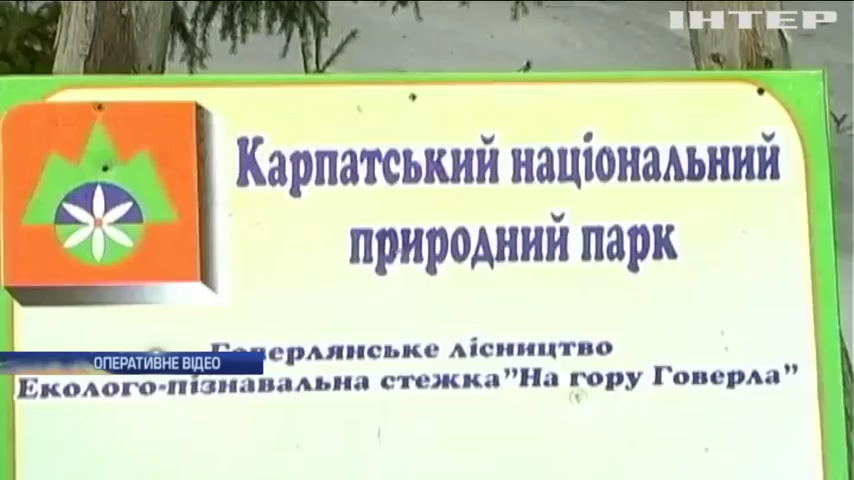 ІНТЕР
Карпатський національний
природний парк
Говерлянське лісництво
ОПЕРАТИВНЕ ВІДЕО
Еколого-пізнавальна стежка"На гору Говерла"